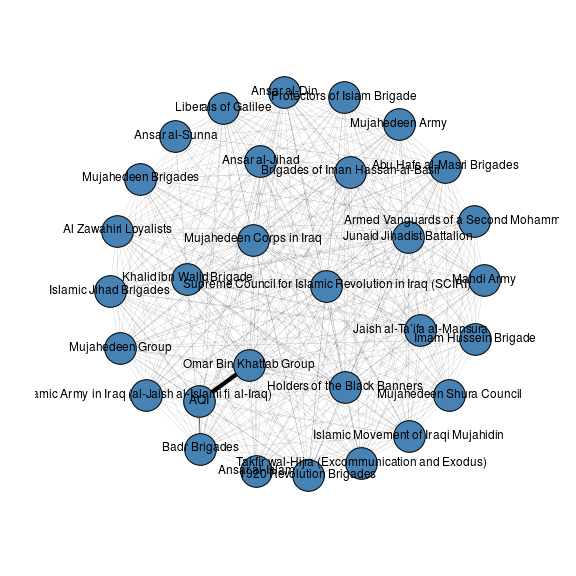 Ansar al-Din
Protectors of Islam Brigade
Liberals of Galilee
Mujahedeen Army
Ansar al-Sunna
Ansar al-Jihad
Abu Hafs al-Masri Brigades
Brigades of Iman Hassan-al-Basri
Mujahedeen Brigades
Armed Vanguards of a Second Mohamm
Al Zawahiri Loyalists
Mujahedeen Corps in Iraq
Junaid Jihadist Battalion
Khalid ibn Walid Brigade
Mahdi Army
Supreme Council for Islamic Revolution in Iraq (SCIRI)
Islamic Jihad Brigades
Jaish al-Ta'ifa al-Mansura
Imam Hussein Brigade
Mujahedeen Group
Omar Bin Khattab Group
Holders of the Black Banners
amic Army in Iraq (al-Jaish al-Islami fi al-Iraq)
Mujahedeen Shura Council
AQI
Islamic Movement of Iraqi Mujahidin
Badr Brigades
Takfir wal-Hijra (Excommunication and Exodus)
Ansar al-Islam
1920 Revolution Brigades